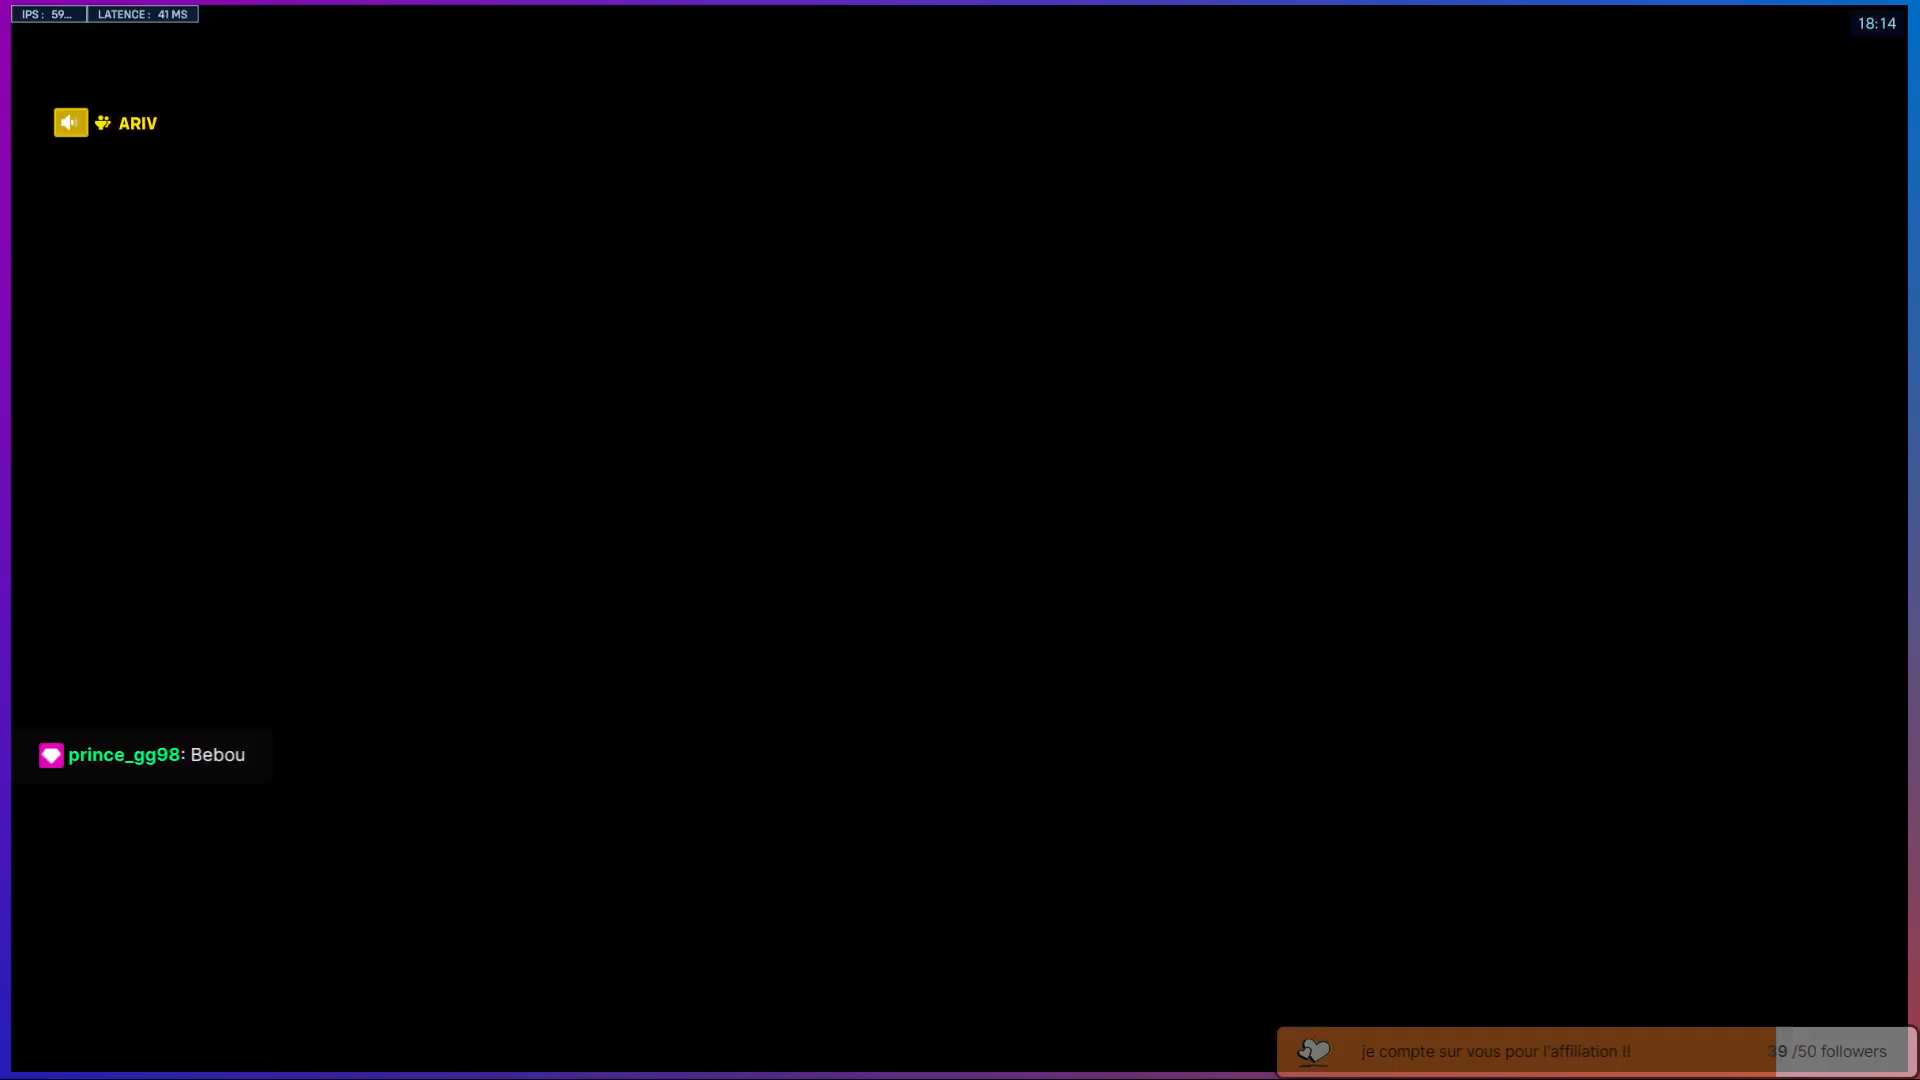 IPS : 59... LATENCE : 41 MS
18:14
ARIV
prince_gg98: Bebou
je compte sur vous pour l'affiliation !! 39 /50 followers